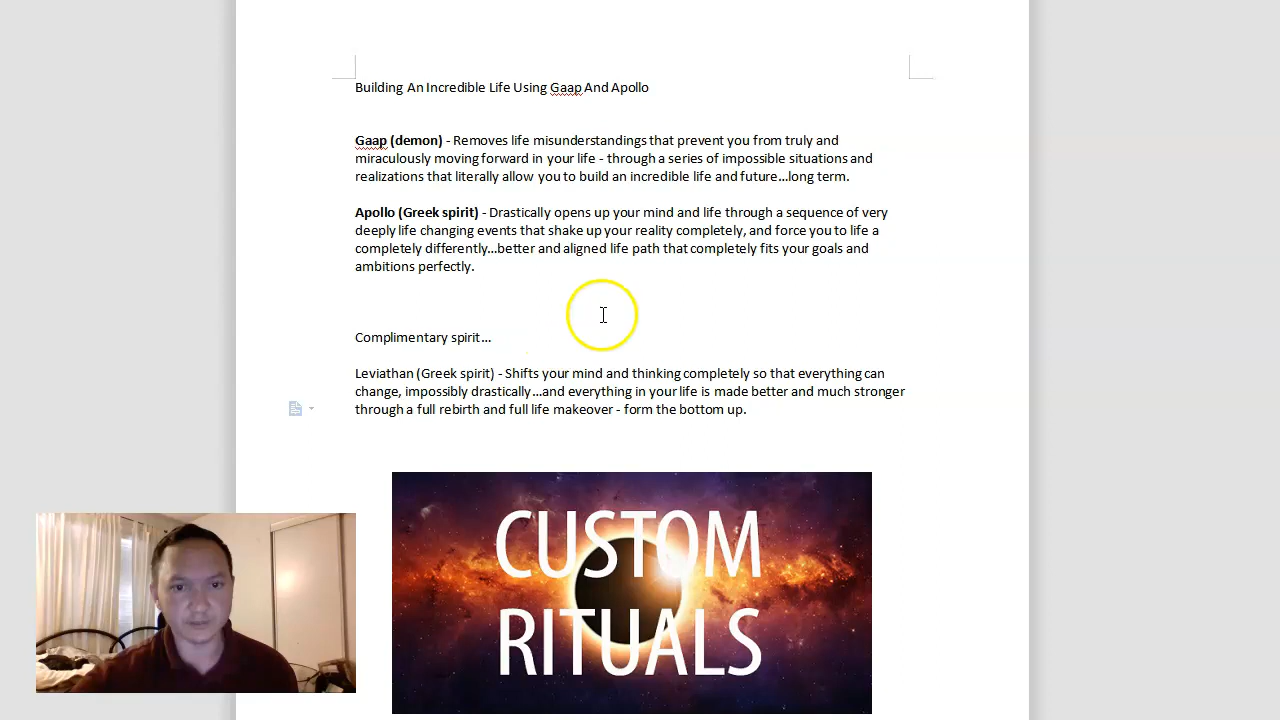 Building An Incredible Life Using Gaap And Apollo
Gaap (demon) - Removes life misunderstandings that prevent you from truly and
miraculously moving forward in your life - through a series of impossible situations and
realizations that literally allow you to build an incredible life and future...long term.
Apollo (Greek spirit) - Drastically opens up your mind and life through a sequence of very
deeply life changing events that shake up your reality completely, and force you to life a
completely differently...better and aligned life path that completely fits your goals and
ambitions perfectly.
Complimentary spirit...
Leviathan (Greek spirit) - Shifts your mind and thinking completely so that everything can
change, impossibly drastically...and everything in your life is made better and much stronger
through a full rebirth and full life makeover - form the bottom up.
CUSTOM
RITUALS